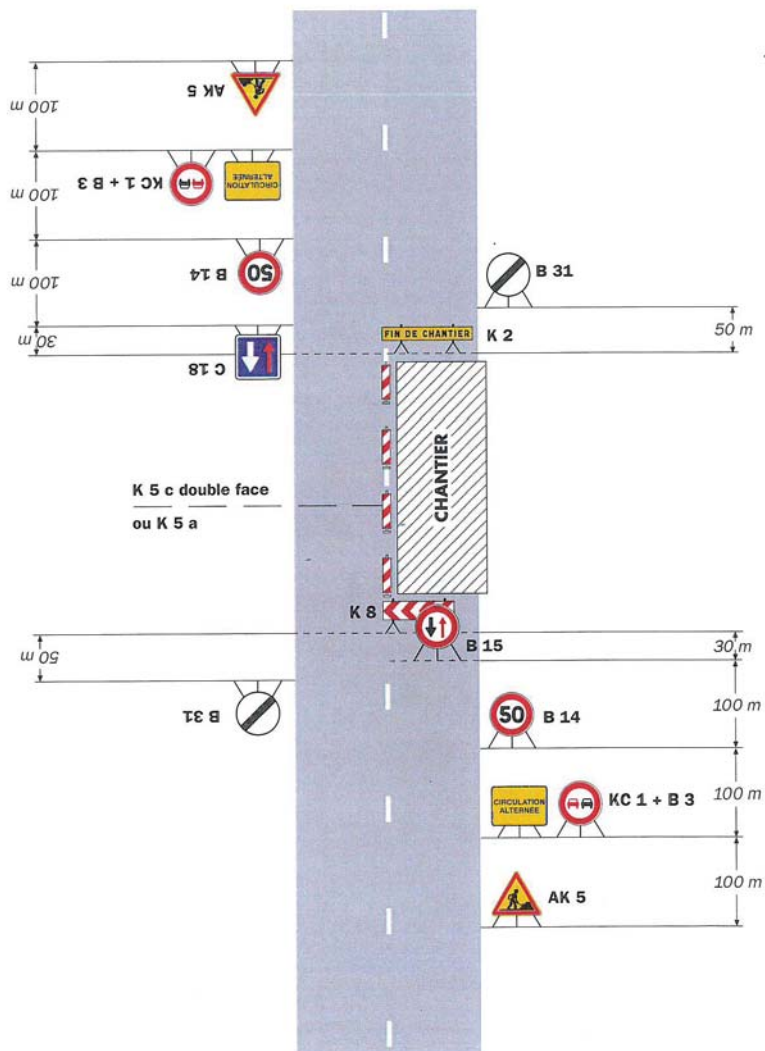 AK 5
100 m
KC 1 + B 3
CIRCULATION
ALTERNÉE
100 m
B 14
50
100 m
B 31
50 m
FIN DE CHANTIER
K 2
30 m
C 18
CHANTIER
K 5 c double face
ou K 5 a
K 8
B 15
30 m
50 m
B 31
100 m
50
B 14
CIRCULATION
ALTERNÉE
KC 1 + B 3
100 m
AK 5
100 m